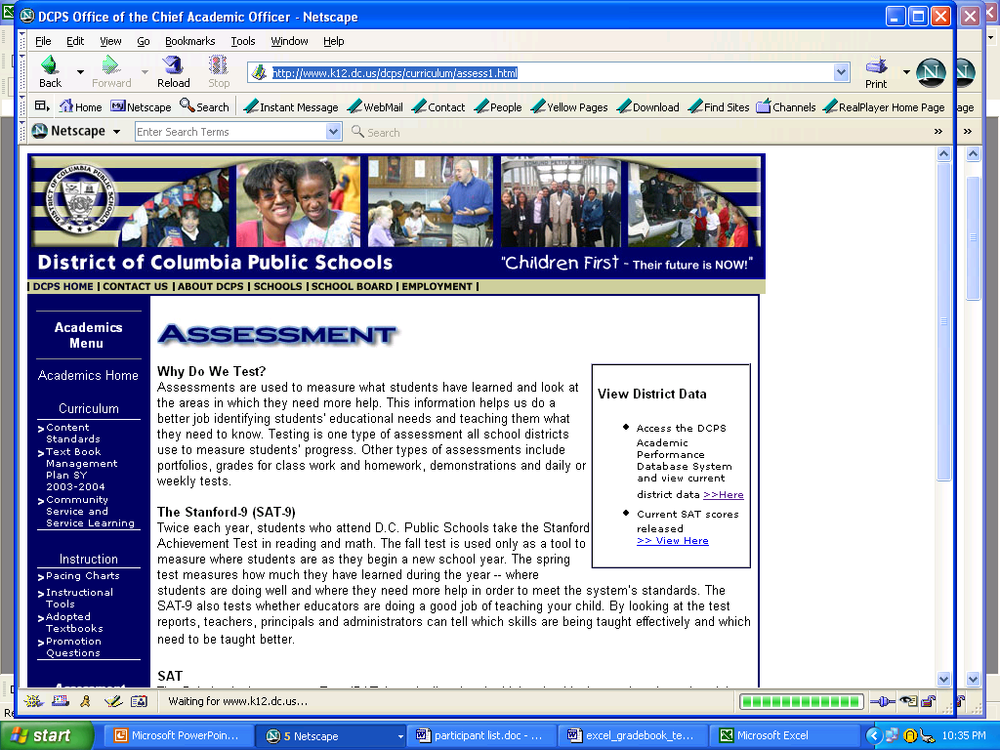 DCPS Office of the Chief Academic Officer - Netscape
File Edit View Go Bookmarks Tools Window Help
http://www.k12.dc.us/dcps/curriculum/assess1.html
Back Forward Reload Stop Print
Home Netscape Search Instant Message WebMail Contact People Yellow Pages Download Find Sites Channels RealPlayer Home Page age
Netscape Enter Search Terms Search » »
District of Columbia Public Schools
"Children First - Their future is NOW!"
| DCPS HOME | CONTACT US | ABOUT DCPS | SCHOOLS | SCHOOL BOARD | EMPLOYMENT |
Academics
Menu
Academics Home
Curriculum
>Content
Standards
>Text Book
Management
Plan SY
2003-2004
>Community
Service and
Service Learning
Instruction
>Pacing Charts
>Instructional
Tools
>Adopted
Textbooks
>Promotion
Questions
Assessment
ASSESSMENT
Why Do We Test?
Assessments are used to measure what students have learned and look at
the areas in which they need more help. This information helps us do a
better job identifying students' educational needs and teaching them what
they need to know. Testing is one type of assessment all school districts
use to measure students' progress. Other types of assessments include
portfolios, grades for class work and homework, demonstrations and daily or
weekly tests.
View District Data
• Access the DCPS
Academic
Performance
Database System
and view current
district data >>Here
• Current SAT scores
released
>> View Here
The Stanford-9 (SAT-9)
Twice each year, students who attend D.C. Public Schools take the Stanford
Achievement Test in reading and math. The fall test is used only as a tool to
measure where students are as they begin a new school year. The spring
test measures how much they have learned during the year -- where
students are doing well and where they need more help in order to meet the system's standards. The
SAT-9 also tests whether educators are doing a good job of teaching your child. By looking at the test
reports, teachers, principals and administrators can tell which skills are being taught effectively and which
need to be taught better.
SAT
Waiting for www.k12.dc.us...
Re
start Microsoft PowerPoin... 5 Netscape participant list.doc - ... excel_gradebook_te... Microsoft Excel 10:35 PM